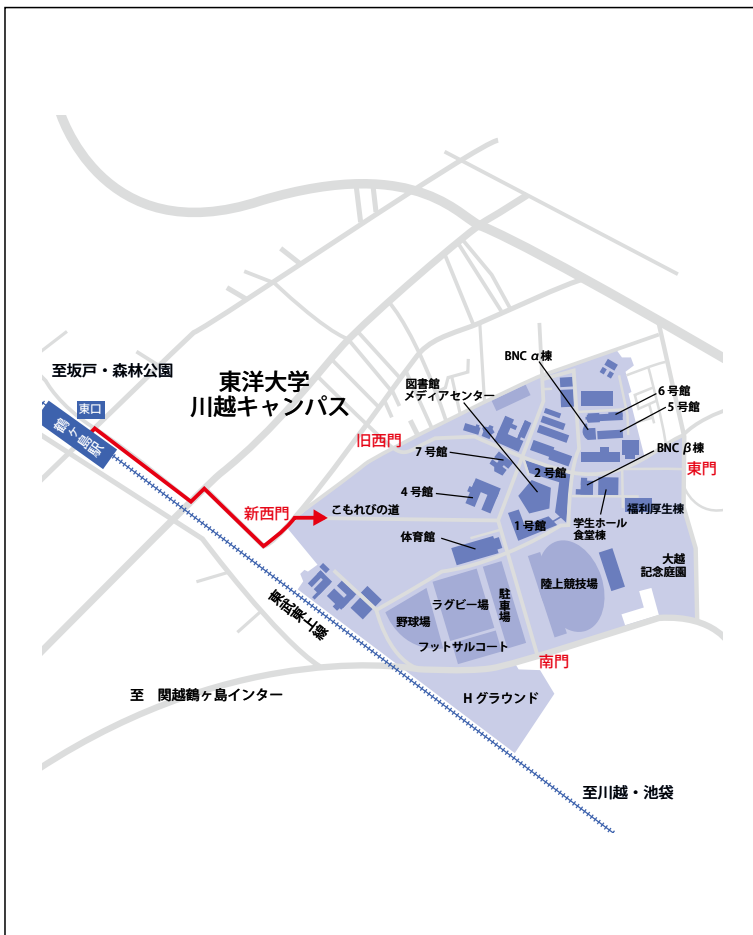 BNC α棟
至坂戸・森林公園
東洋大学
川越キャンパス
図書館
メディアセンター
6 号館
5 号館
東口
鶴ヶ島駅
旧西門
7 号館
2 号館
BNC β棟
東門
4 号館
新西門
こもれびの道
1 号館
学生ホール
食堂棟
福利厚生棟
体育館
大越
記念庭園
陸上競技場
駐車場
ラグビー場
野球場
東武東上線
フットサルコート
南門
至 関越鶴ヶ島インター
H グラウンド
至川越・池袋